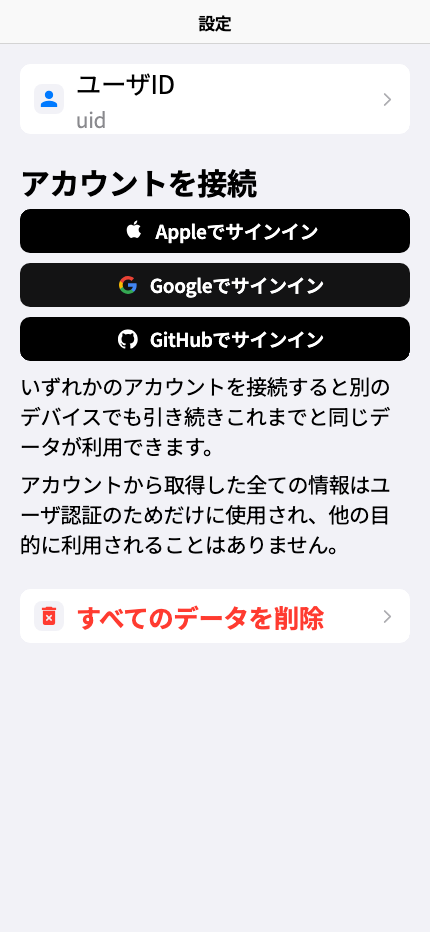 設定
ユーザID
uid
アカウントを接続
Appleでサインイン
Googleでサインイン
GitHubでサインイン
いずれかのアカウントを接続すると別の
デバイスでも引き続きこれまでと同じデ
ータが利用できます。
アカウントから取得した全ての情報はユ
ーザ認証のためだけに使用され、他の目
的に利用されることはありません。
すべてのデータを削除